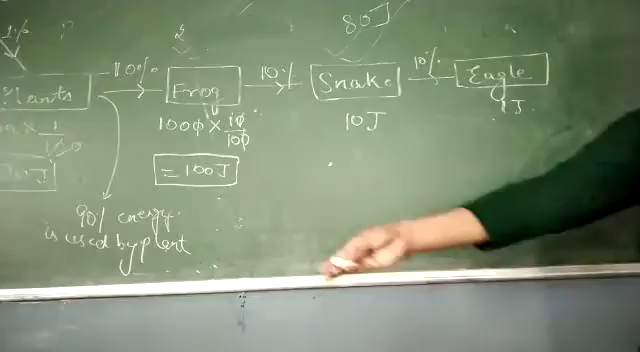 80J
10% 10% 10%
Plants Frog Snake Eagle
1000 × 10/100 10J 1J
= 100J
90% energy
is used by plant